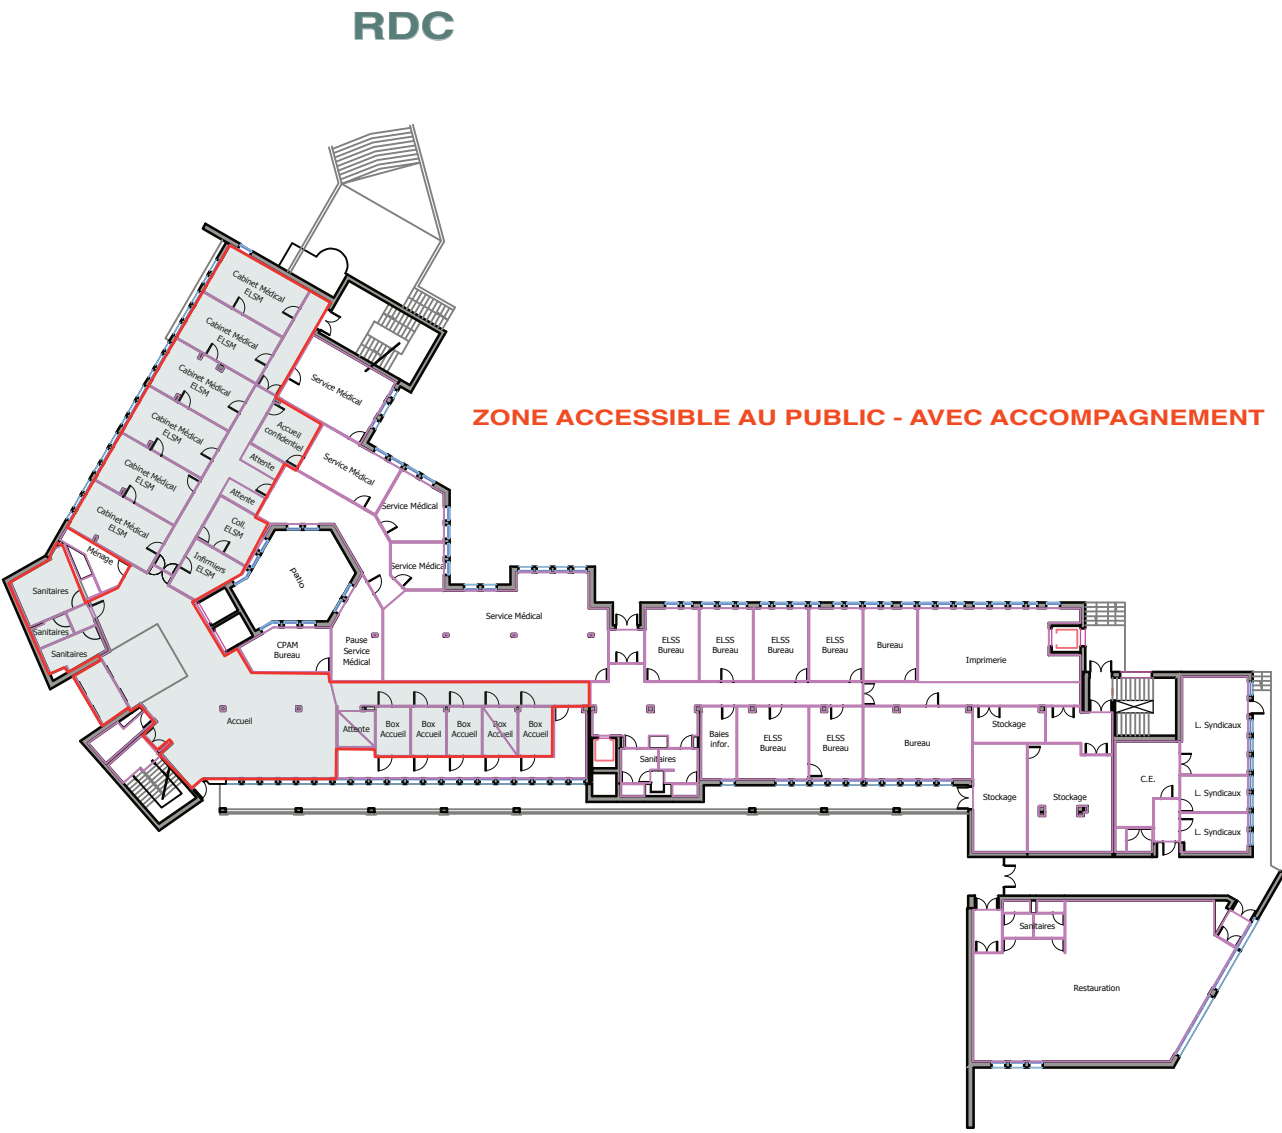 RDC
ZONE ACCESSIBLE AU PUBLIC - AVEC ACCOMPAGNEMENT
Cabinet Médical
ELSM
Cabinet Médical
ELSM
Cabinet Médical
ELSM
Cabinet Médical
ELSM
Cabinet Médical
ELSM
Cabinet Médical
ELSM
Service Médical
Accueil
confidentiel
Attente
Attente
Service Médical
Service Médical
Service Médical
Coll.
ELSM
Infirmiers
ELSM
Ménage
patio
Sanitaires
Sanitaires
Sanitaires
CPAM
Bureau
Pause
Service
Médical
Service Médical
ELSS
Bureau
ELSS
Bureau
ELSS
Bureau
ELSS
Bureau
Bureau
Imprimerie
Accueil
Attente
Box
Accueil
Box
Accueil
Box
Accueil
Box
Accueil
Box
Accueil
Sanitaires
Baies
infor.
ELSS
Bureau
ELSS
Bureau
Bureau
Stockage
Stockage
Stockage
C.E.
L. Syndicaux
L. Syndicaux
L. Syndicaux
Sanitaires
Restauration